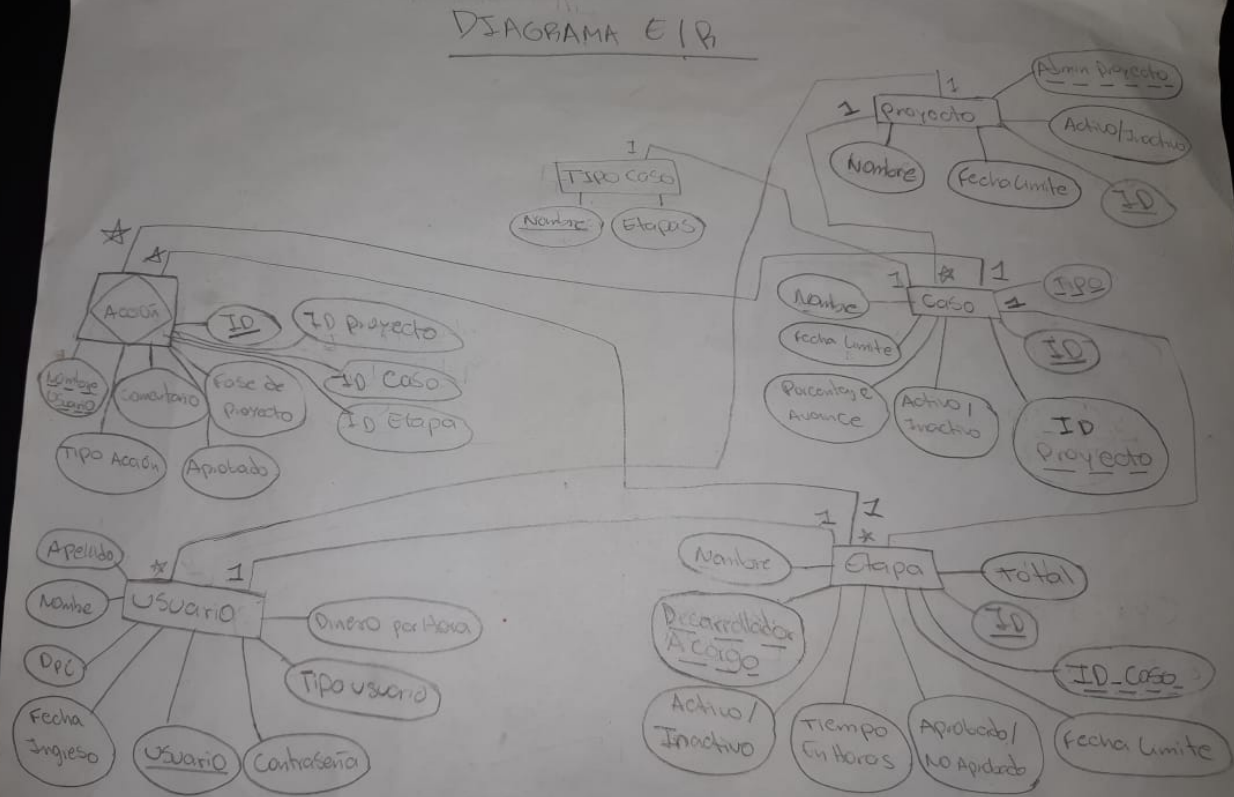 DIAGRAMA E/R
Admin Proyecto
1
1
Proyecto
Activo/Inactivo
Nombre
Fecha Limite
ID
1
TIPO CASO
Nombre
Etapas
*
*
Acción
ID
ID Proyecto
ID Caso
ID Etapa
Nombre
Usuario
Comentario
Fase de
Proyecto
Tipo Acción
Aprobado
1
*
1
1
Caso
Tipo
Nombre
ID
Fecha Limite
Porcentaje
Avance
Activo/
Inactivo
ID
Proyecto
*
1
Usuario
Apellido
Nombre
DPI
Fecha
Ingreso
Usuario
Contraseña
Tipo usuario
Dinero por Hora
1
1
*
Etapa
Nombre
Total
ID
Desarrollador
A Cargo
ID_Caso
Activo/
Inactivo
Tiempo
En Horas
Aprobado/
No Aprobado
Fecha Limite